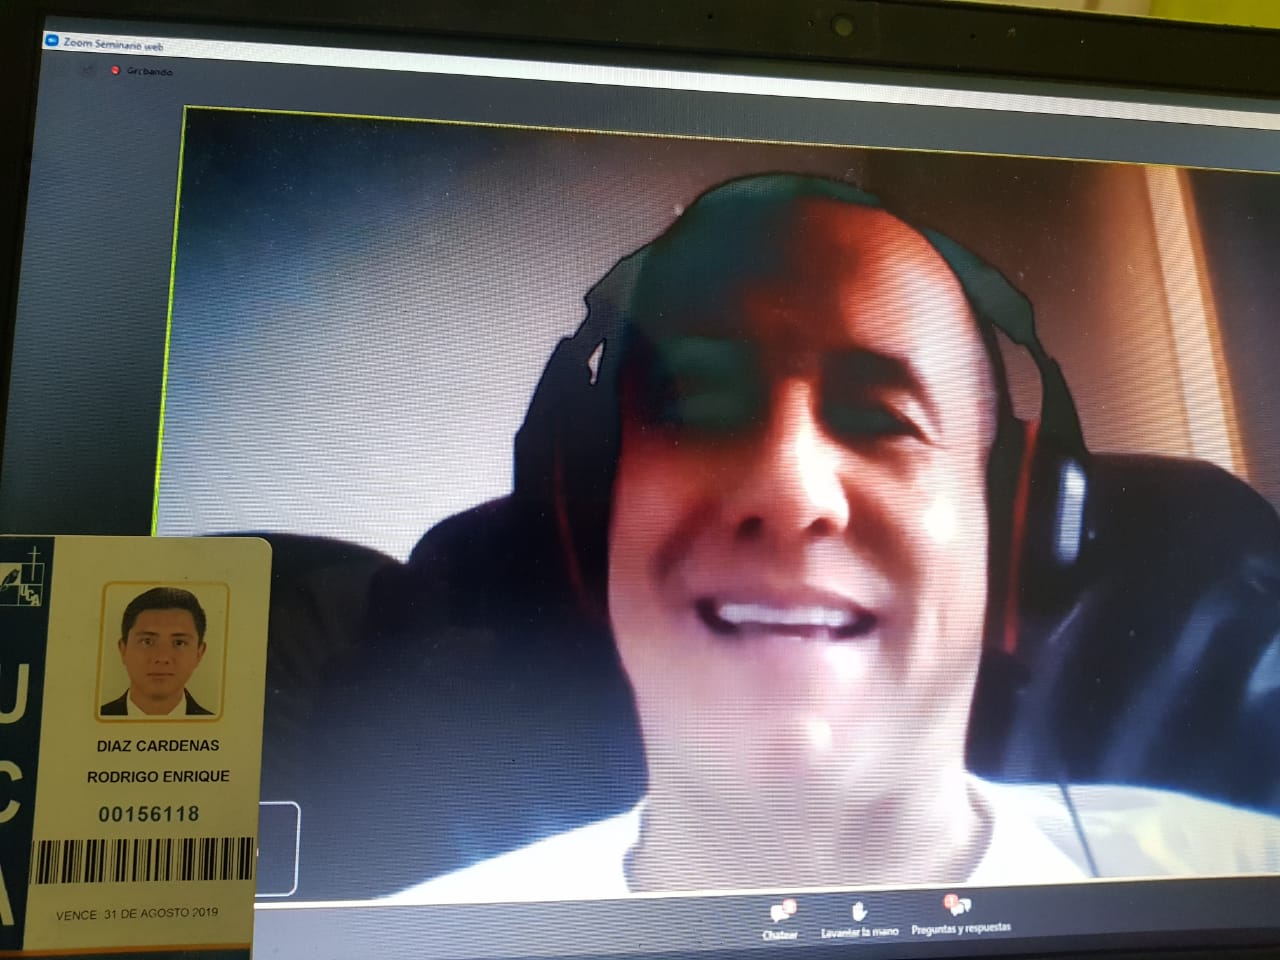 Zoom Seminario web
Grabando
UCA
U
C
A
DIAZ CARDENAS
RODRIGO ENRIQUE
00156118
VENCE: 31 DE AGOSTO 2019
Chatear
Levantar la mano
Preguntas y respuestas